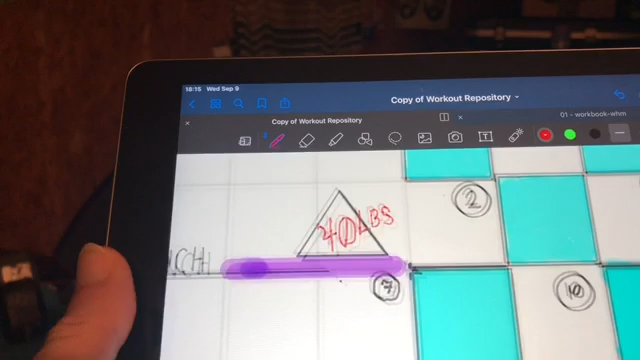 18:15 Wed Sep 9
Copy of Workout Repository
Copy of Workout Repository
01 - workbook-whm
T
2
40LBS
7
10